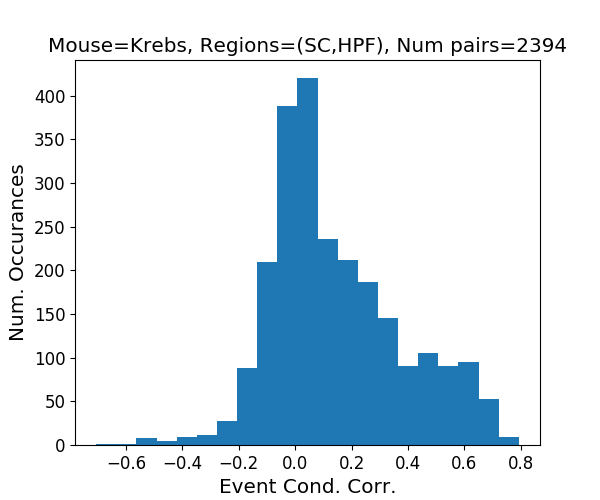 Mouse=Krebs, Regions=(SC,HPF), Num pairs=2394
Num. Occurances
400
350
300
250
200
150
100
50
0
−0.6 −0.4 −0.2 0.0 0.2 0.4 0.6 0.8
Event Cond. Corr.